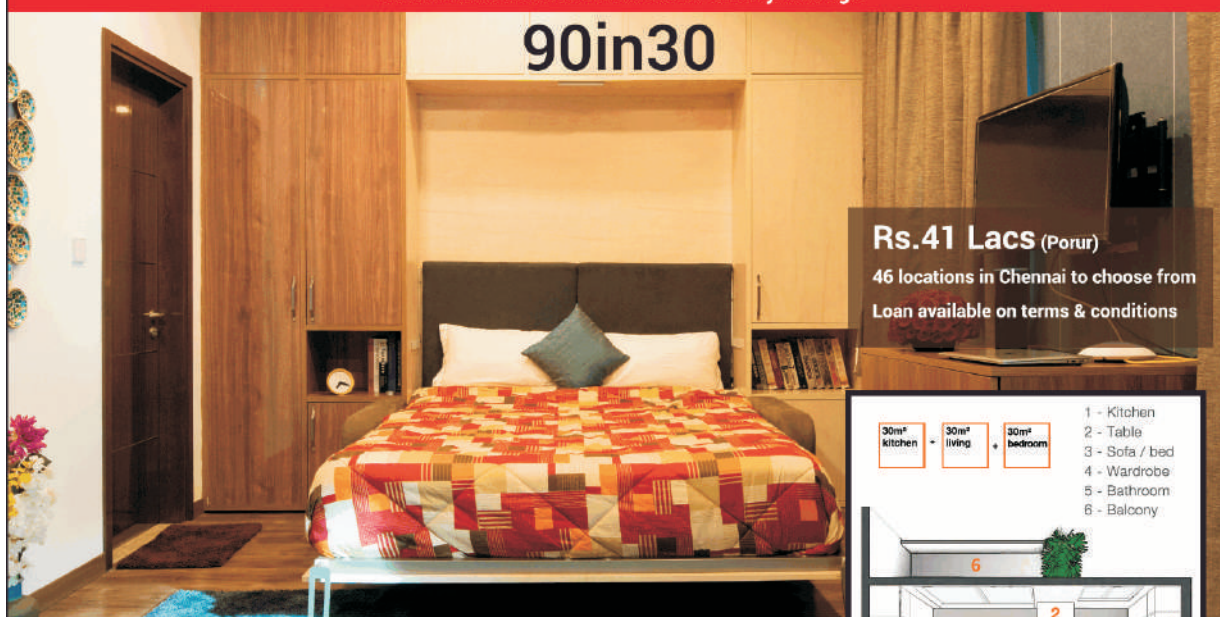 90in30
Rs.41 Lacs (Porur)
46 locations in Chennai to choose from
Loan available on terms & conditions
30m²
kitchen
+
30m²
living
+
30m²
bedroom
1 - Kitchen
2 - Table
3 - Sofa / bed
4 - Wardrobe
5 - Bathroom
6 - Balcony
6
2